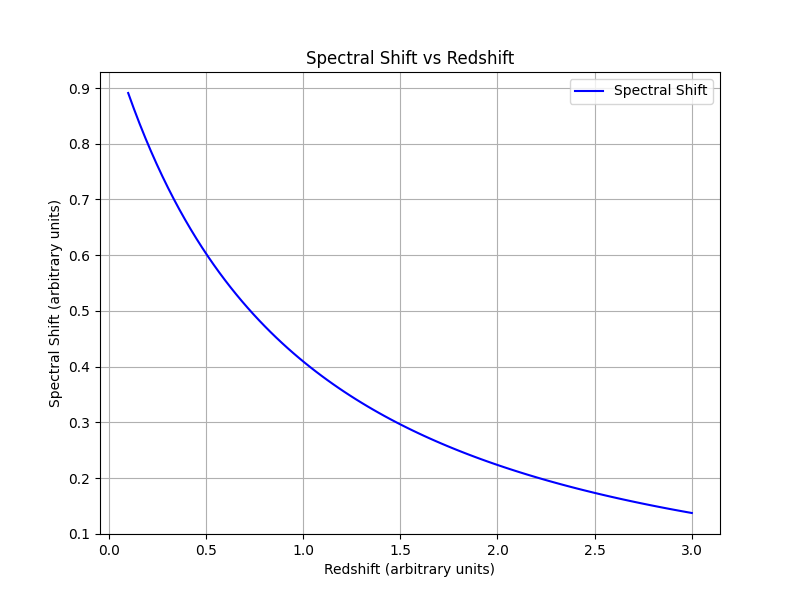 Spectral Shift vs Redshift
Spectral Shift
Spectral Shift (arbitrary units)
0.9
0.8
0.7
0.6
0.5
0.4
0.3
0.2
0.1
0.0 0.5 1.0 1.5 2.0 2.5 3.0
Redshift (arbitrary units)